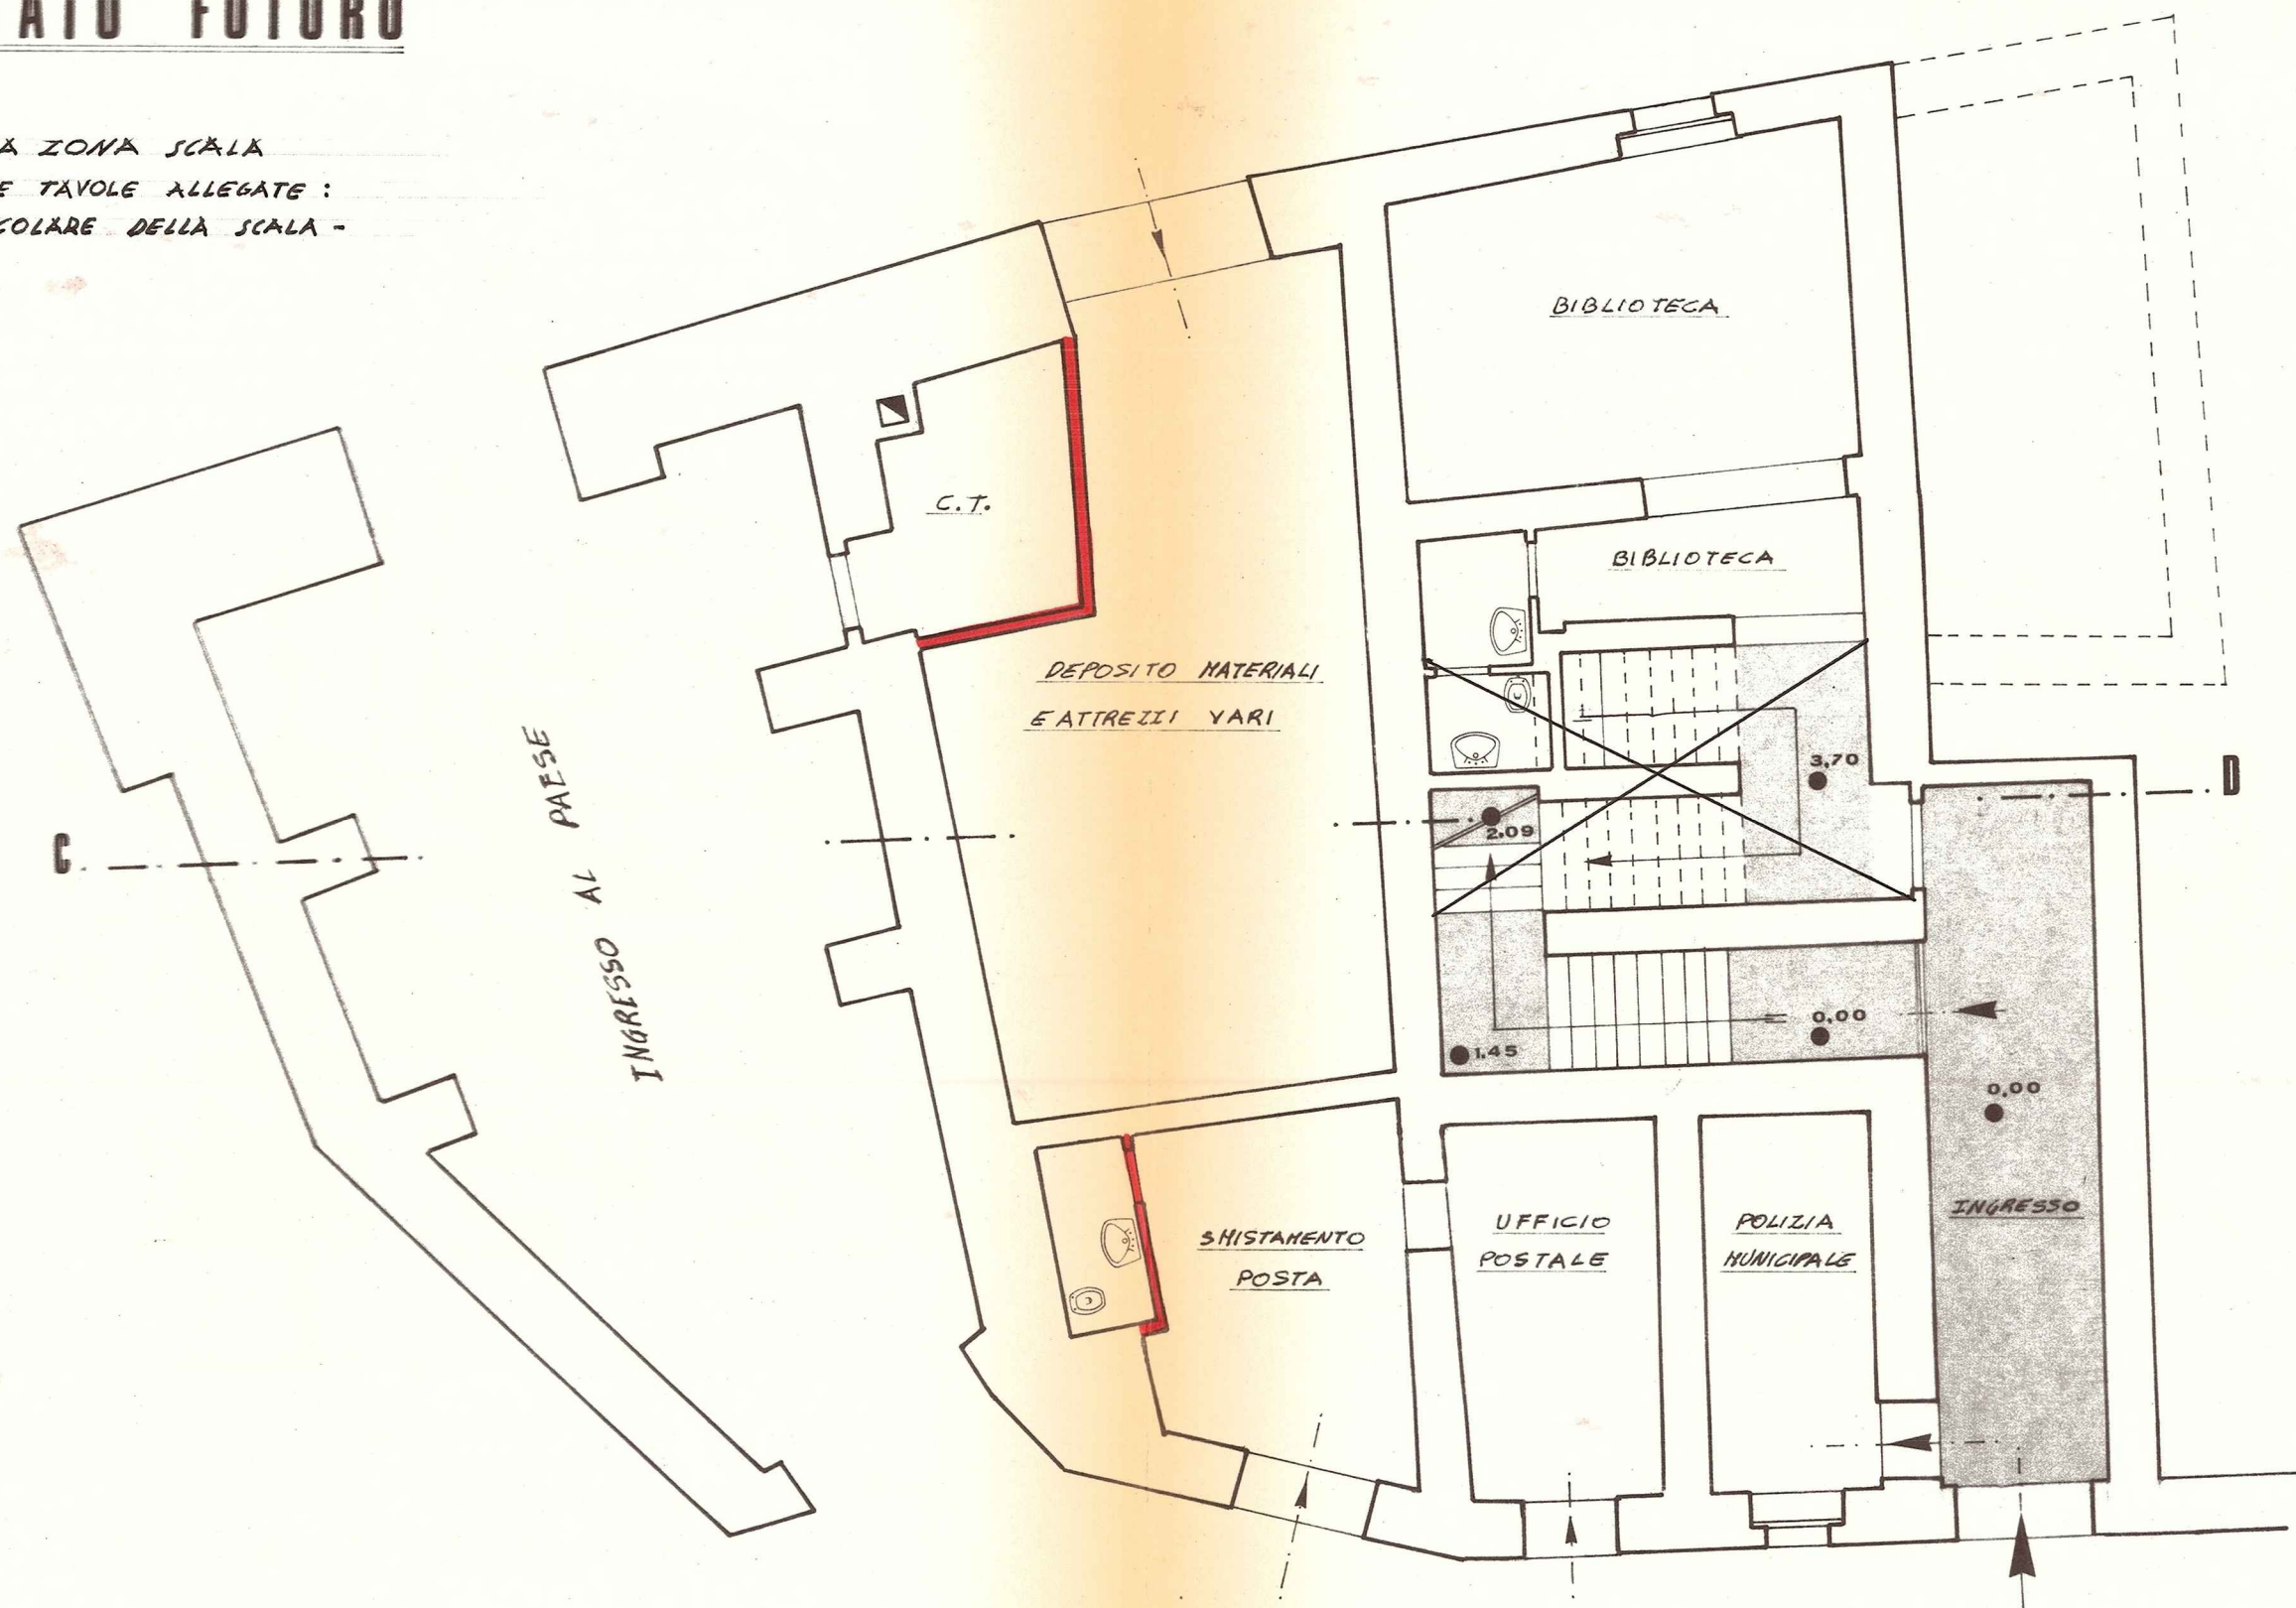 ATO FUTURO
A ZONA SCALA
E TAVOLE ALLEGATE :
COLARE DELLA SCALA -
BIBLIOTECA
C.T.
BIBLIOTECA
DEPOSITO MATERIALI
E ATTREZZI VARI
INGRESSO AL PAESE
3,70
D
2.09
C
0,00
1.45
0,00
INGRESSO
SMISTAMENTO
POSTA
UFFICIO
POSTALE
POLIZIA
MUNICIPALE